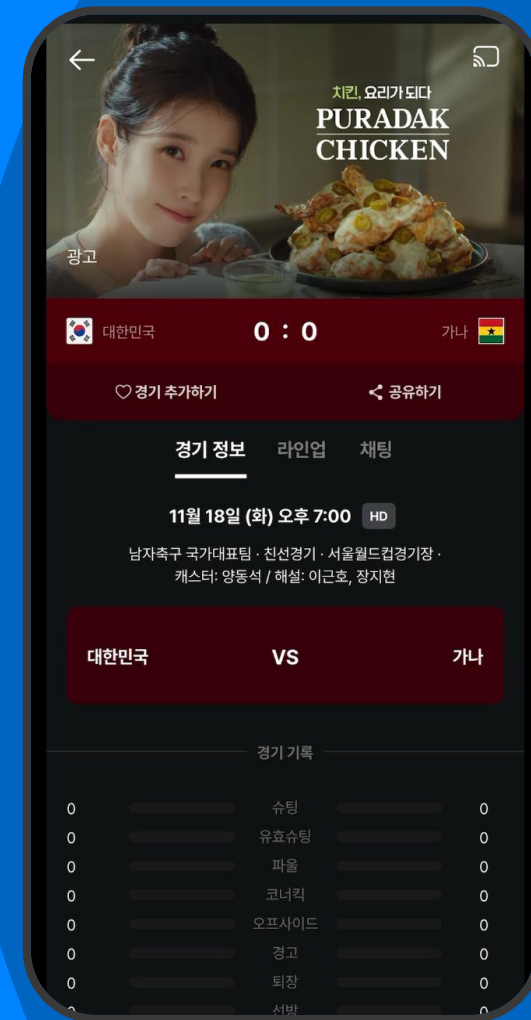 치킨, 요리가 되다
PURADAK
CHICKEN
광고
대한민국 0 : 0 가나
경기 추가하기 공유하기
경기 정보 라인업 채팅
11월 18일 (화) 오후 7:00 HD
남자축구 국가대표팀 · 친선경기 · 서울월드컵경기장 ·
캐스터: 양동석 / 해설: 이근호, 장지현
대한민국 VS 가나
경기 기록
0 슈팅 0
0 유효슈팅 0
0 파울 0
0 코너킥 0
0 오프사이드 0
0 경고 0
0 퇴장 0
0 선방 0